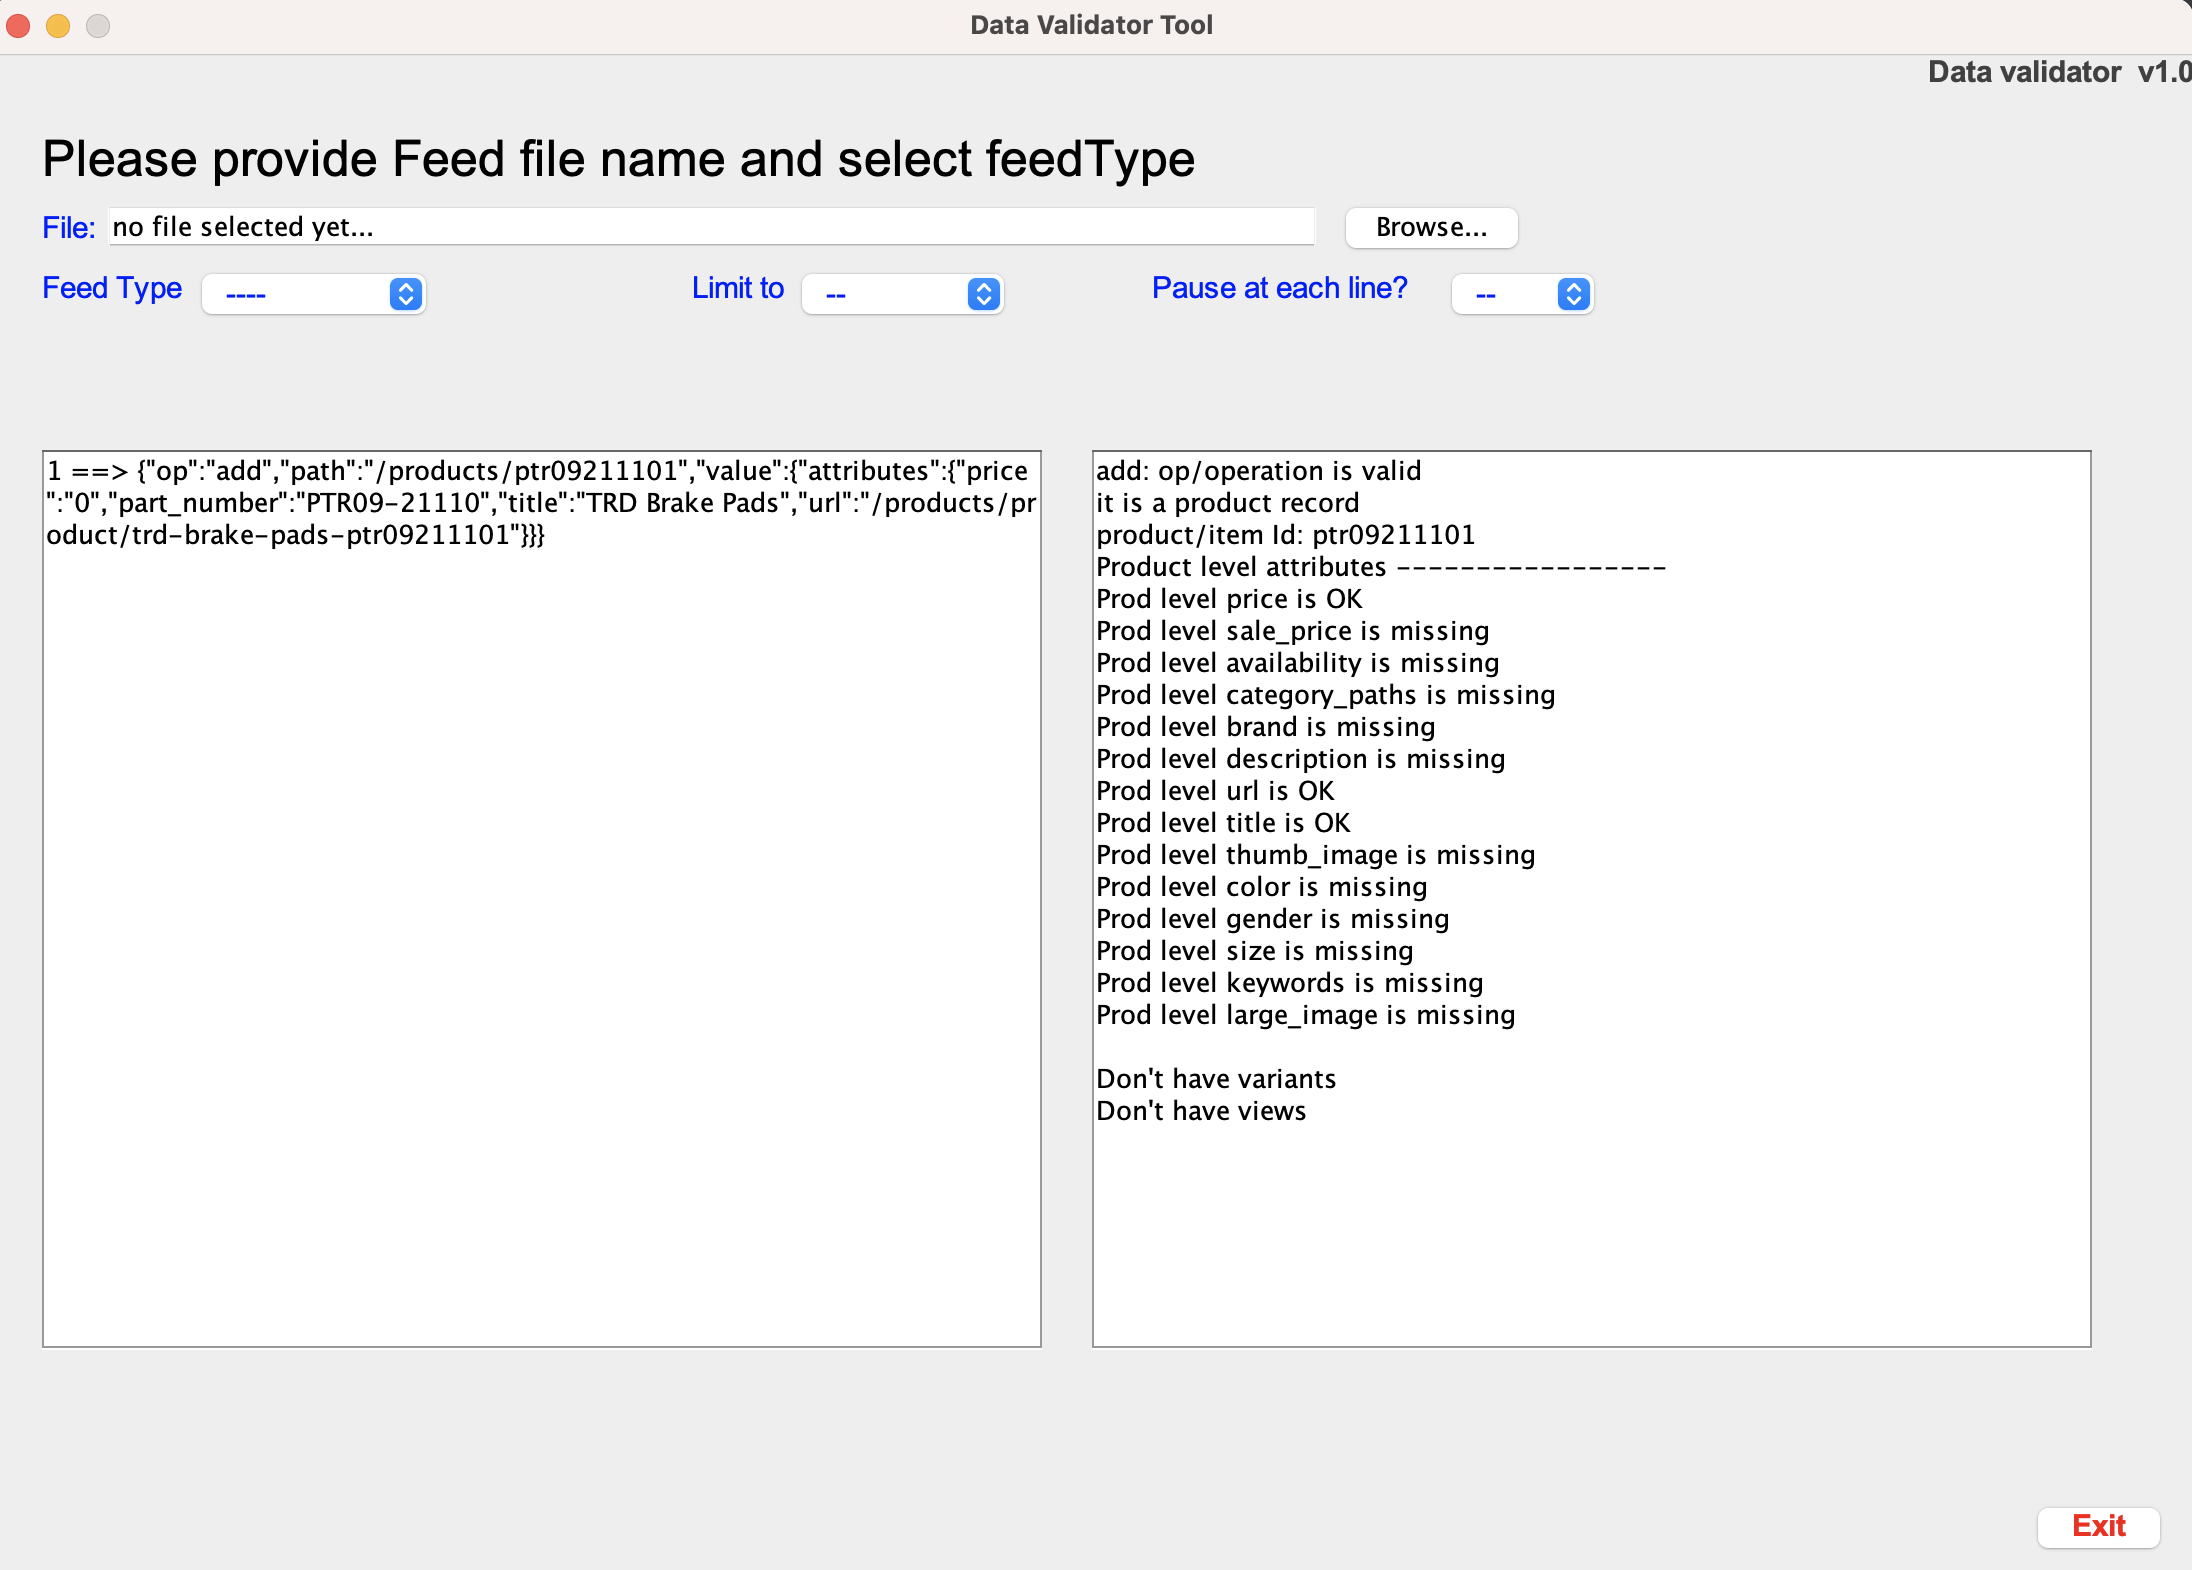 Data Validator Tool
Data validator v1.0
Please provide Feed file name and select feedType
File: no file selected yet... Browse...
Feed Type ---- Limit to -- Pause at each line? --
1 ==> {"op":"add","path":"/products/ptr09211101","value":{"attributes":{"price
":"0","part_number":"PTR09-21110","title":"TRD Brake Pads","url":"/products/pr
oduct/trd-brake-pads-ptr09211101"}}}
add: op/operation is valid
it is a product record
product/item Id: ptr09211101
Product level attributes -----------------
Prod level price is OK
Prod level sale_price is missing
Prod level availability is missing
Prod level category_paths is missing
Prod level brand is missing
Prod level description is missing
Prod level url is OK
Prod level title is OK
Prod level thumb_image is missing
Prod level color is missing
Prod level gender is missing
Prod level size is missing
Prod level keywords is missing
Prod level large_image is missing
Don't have variants
Don't have views
Exit